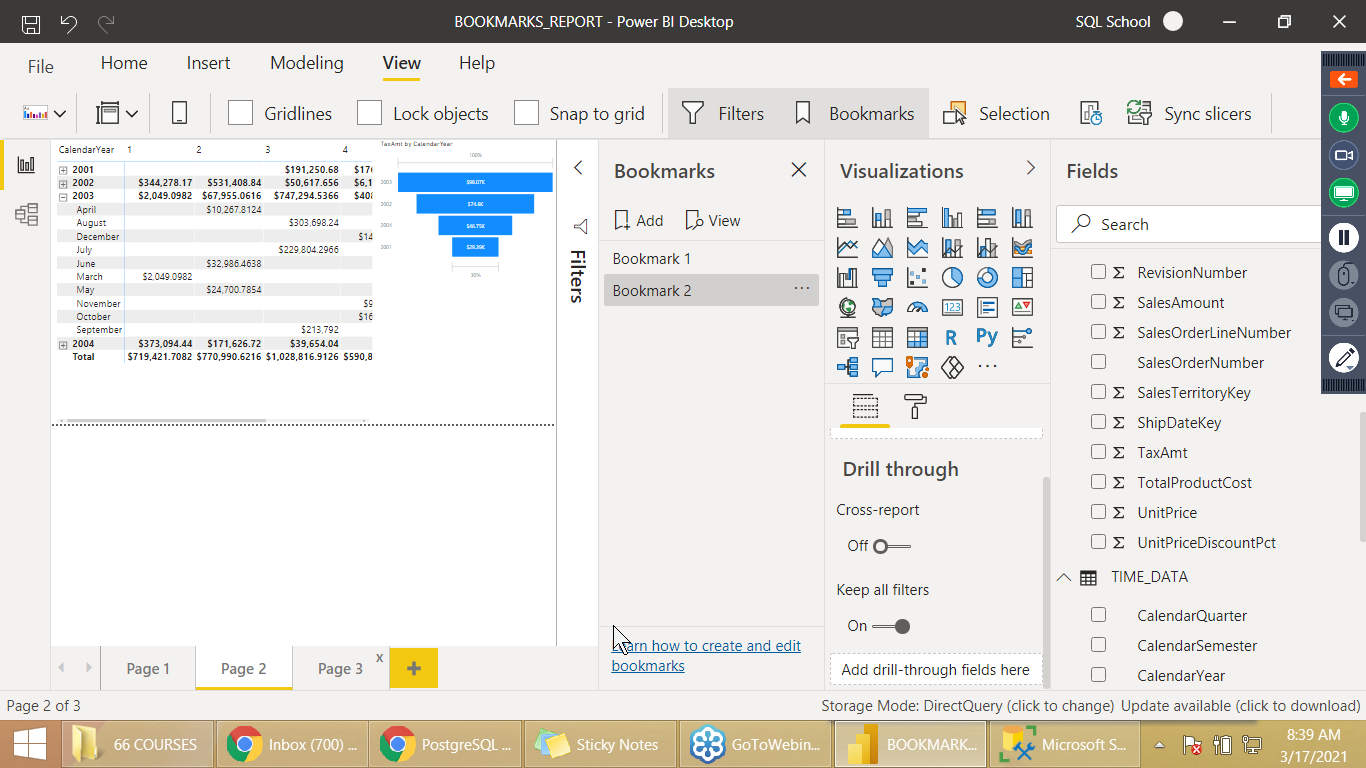 BOOKMARKS_REPORT - Power BI Desktop
SQL School
File Home Insert Modeling View Help
Gridlines Lock objects Snap to grid Filters Bookmarks Selection Sync slicers
CalendarYear 1 2 3 4
2001 $191,250.68
2002 $344,278.17 $531,408.84 $50,617.656
2003 $2,049.0982 $67,955.0616 $747,294.5366
April $10,267.8124
August $303,698.24
December $14
July $229,804.2966
June $32,986.4638
March $2,049.0982
May $24,700.7854
November $9
October $16
September $213,792
2004 $373,094.44 $171,626.72 $39,654.04
Total $719,421.7082 $770,990.6216 $1,028,816.9126 $590,8
TaxAmt by CalendarYear
100%
2003 $98.07K
2002
2004 $46.75K
2001
30%
Filters
Bookmarks
Add View
Bookmark 1
Bookmark 2 ...
Learn how to create and edit
bookmarks
Visualizations
R Py
123
...
Drill through
Cross-report
Off
Keep all filters
On
Add drill-through fields here
Fields
Search
Σ RevisionNumber
Σ SalesAmount
Σ SalesOrderLineNumber
SalesOrderNumber
Σ SalesTerritoryKey
Σ ShipDateKey
Σ TaxAmt
Σ TotalProductCost
Σ UnitPrice
Σ UnitPriceDiscountPct
TIME_DATA
CalendarQuarter
CalendarSemester
CalendarYear
Page 1 Page 2 Page 3 x +
Page 2 of 3
Storage Mode: DirectQuery (click to change) Update available (click to download)
66 COURSES Inbox (700) ... PostgreSQL ... Sticky Notes GoToWebin... BOOKMARK... Microsoft S...
8:39 AM
3/17/2021